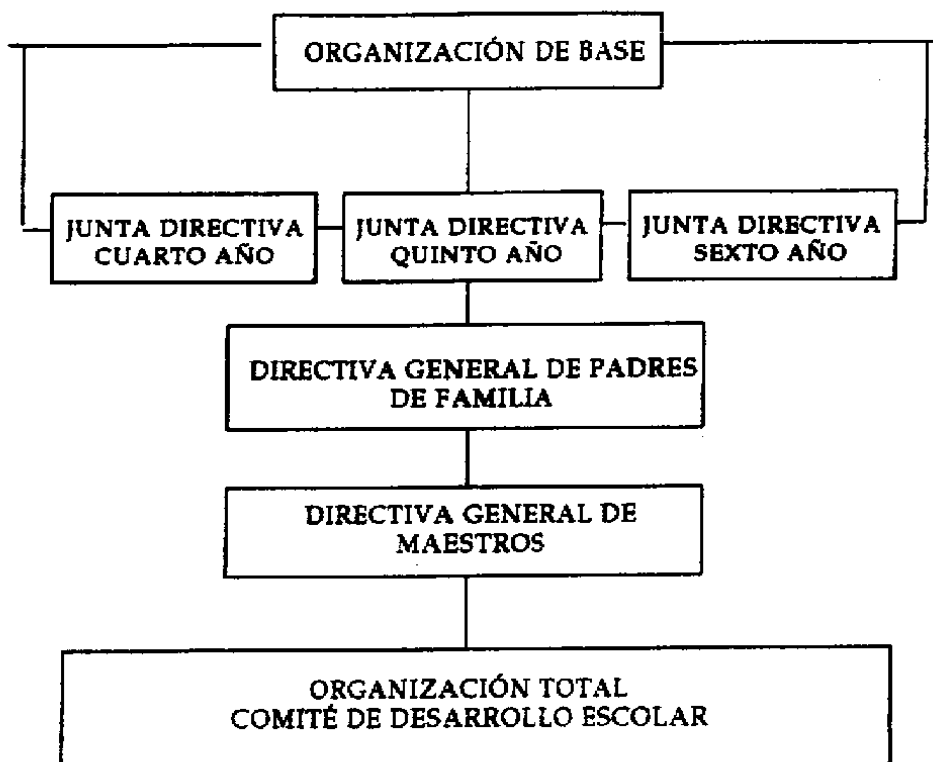 ORGANIZACIÓN DE BASE
JUNTA DIRECTIVA
CUARTO AÑO
JUNTA DIRECTIVA
QUINTO AÑO
JUNTA DIRECTIVA
SEXTO AÑO
DIRECTIVA GENERAL DE PADRES
DE FAMILIA
DIRECTIVA GENERAL DE
MAESTROS
ORGANIZACIÓN TOTAL
COMITÉ DE DESARROLLO ESCOLAR